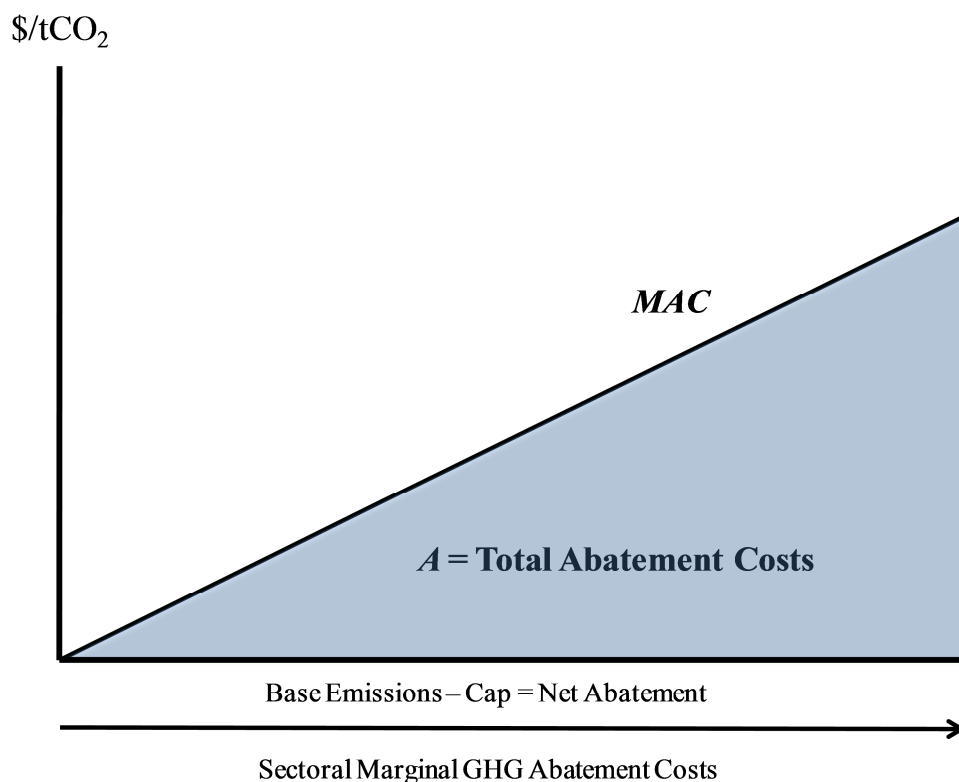 $/tCO₂
MAC
A = Total Abatement Costs
Base Emissions – Cap = Net Abatement
Sectoral Marginal GHG Abatement Costs